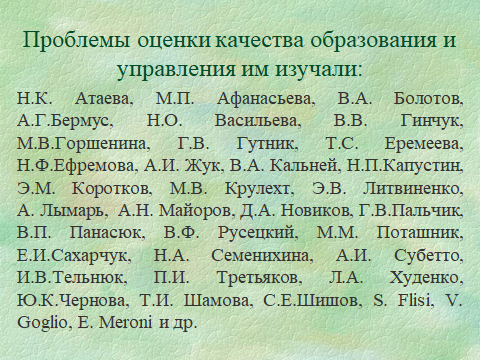 Проблемы оценки качества образования и
управления им изучали:
Н.К. Атаева, М.П. Афанасьева, В.А. Болотов,
А.Г.Бермус, Н.О. Васильева, В.В. Гинчук,
М.В.Горшенина, Г.В. Гутник, Т.С. Еремеева,
Н.Ф.Ефремова, А.И. Жук, В.А. Кальней, Н.П.Капустин,
Э.М. Коротков, М.В. Крулехт, Э.В. Литвиненко,
А. Лымарь, А.Н. Майоров, Д.А. Новиков, Г.В.Пальчик,
В.П. Панасюк, В.Ф. Русецкий, М.М. Поташник,
Е.И.Сахарчук, Н.А. Семенихина, А.И. Субетто,
И.В.Тельнюк, П.И. Третьяков, Л.А. Худенко,
Ю.К.Чернова, Т.И. Шамова, С.Е.Шишов, S. Flisi, V.
Goglio, E. Meroni и др.